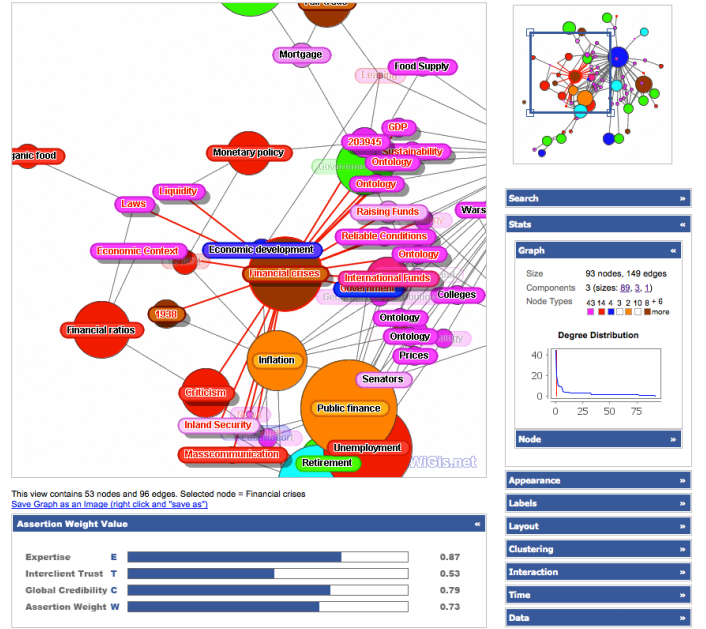 Mortgage
Food Supply
GDP
203945
Sustainability
Ontology
ganic food
Monetary policy
Ontology
Liquidity
Laws
Raising Funds
Wars
Reliable Conditions
Economic Context
Economic development
Ontology
Financial crises
International Funds
Government
Colleges
1938
Ontology
Financial ratios
Ontology
Prices
Inflation
Senators
Criticism
Public finance
Inland Security
Unemployment
Masscommunication
Retirement
WiGis.net
This view contains 53 nodes and 96 edges. Selected node = Financial crises
Save Graph as an Image (right click and "save as")
Assertion Weight Value «
Expertise E 0.87
Interclient Trust T 0.53
Global Credibility C 0.79
Assertion Weight W 0.73
Search »
Stats «
Graph «
Size 93 nodes, 149 edges
Components 3 (sizes: 89, 3, 1)
Node Types 43 14 4 3 2 10 8 + 6
more
Degree Distribution
40
20
0
0 25 50 75
Node »
Appearance »
Labels »
Layout »
Clustering »
Interaction »
Time »
Data »